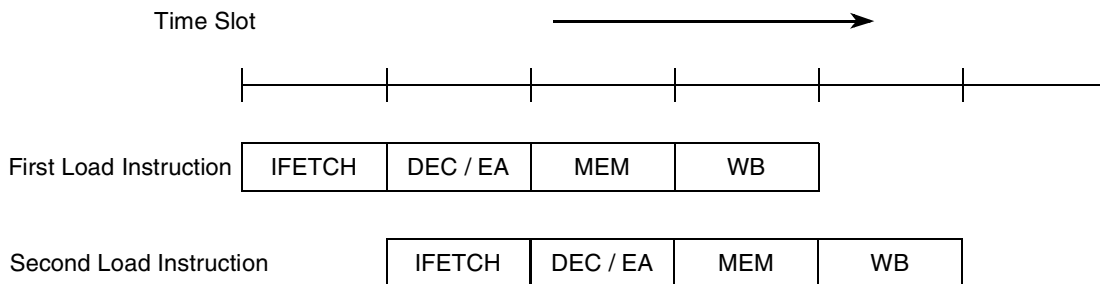 Time Slot
First Load Instruction IFETCH DEC / EA MEM WB
Second Load Instruction IFETCH DEC / EA MEM WB